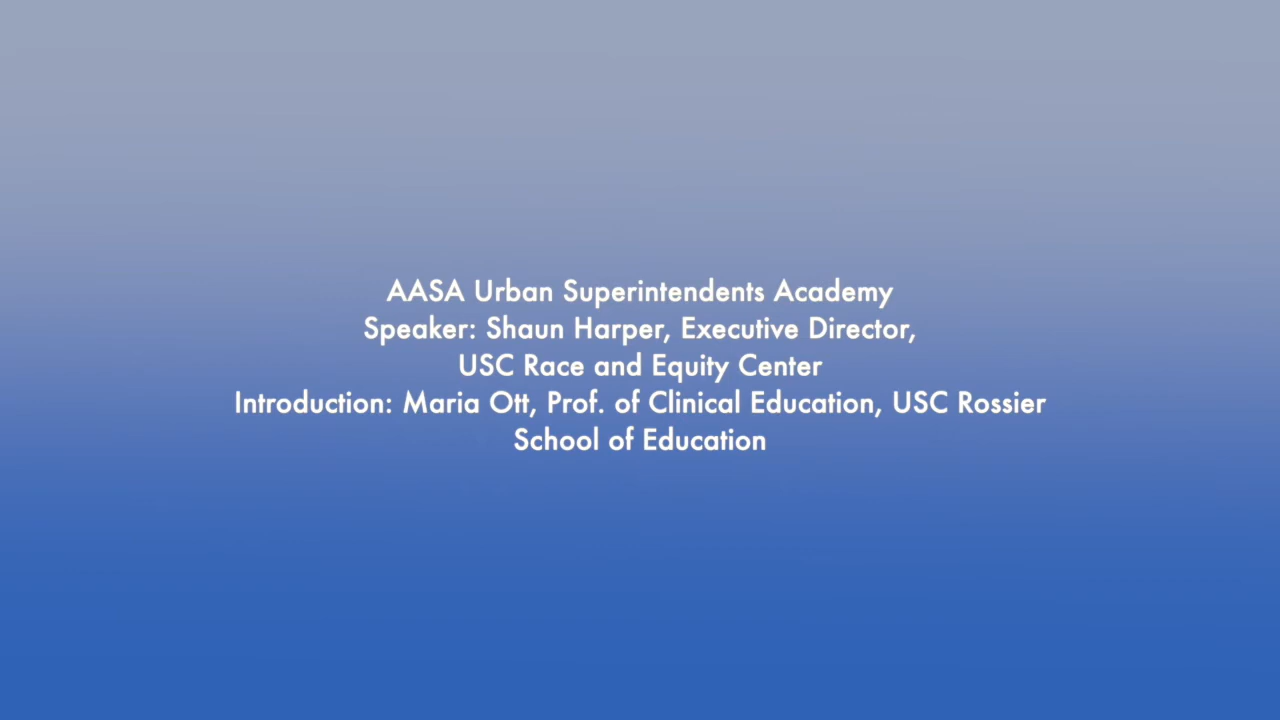 AASA Urban Superintendents Academy
Speaker: Shaun Harper, Executive Director,
USC Race and Equity Center
Introduction: Maria Ott, Prof. of Clinical Education, USC Rossier
School of Education